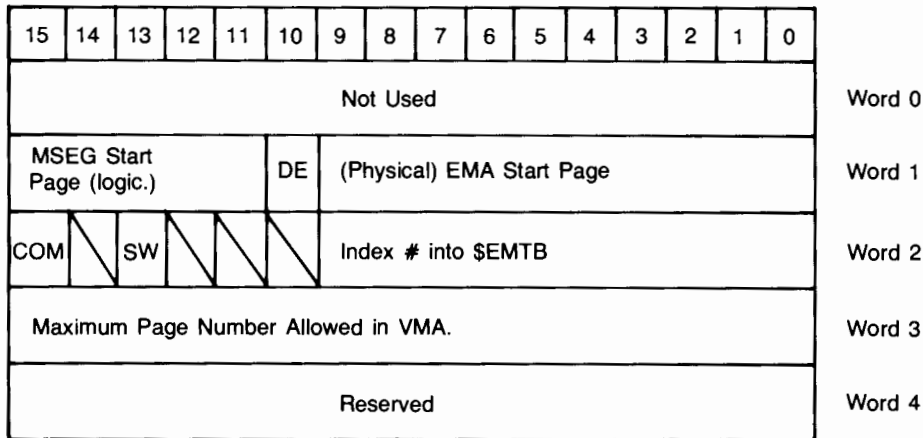 15 14 13 12 11 10 9 8 7 6 5 4 3 2 1 0
Not Used Word 0
MSEG Start
Page (logic.) DE (Physical) EMA Start Page Word 1
COM SW Index # into $EMTB Word 2
Maximum Page Number Allowed in VMA. Word 3
Reserved Word 4